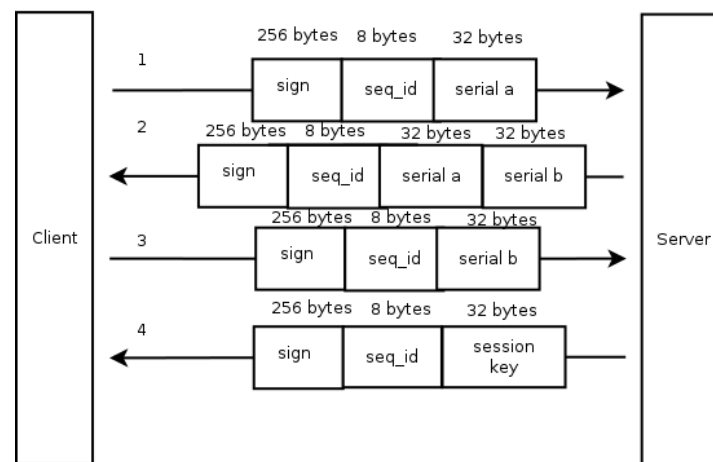 256 bytes 8 bytes 32 bytes
1
sign seq_id serial a
2
256 bytes 8 bytes 32 bytes 32 bytes
sign seq_id serial a serial b
256 bytes 8 bytes 32 bytes
Client 3 sign seq_id serial b Server
256 bytes 8 bytes 32 bytes
4
sign seq_id session
key